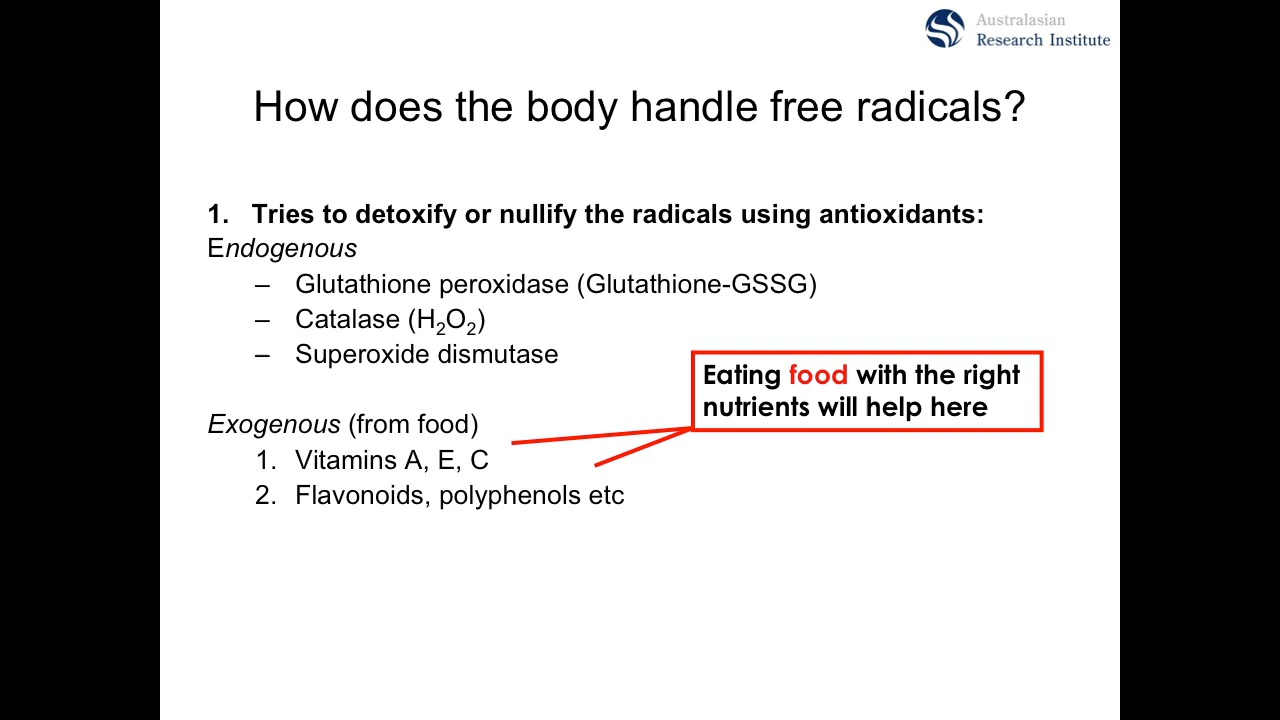 Australasian
Research Institute
How does the body handle free radicals?
1. Tries to detoxify or nullify the radicals using antioxidants:
Endogenous
– Glutathione peroxidase (Glutathione-GSSG)
– Catalase (H₂O₂)
– Superoxide dismutase
Eating food with the right
nutrients will help here
Exogenous (from food)
1. Vitamins A, E, C
2. Flavonoids, polyphenols etc